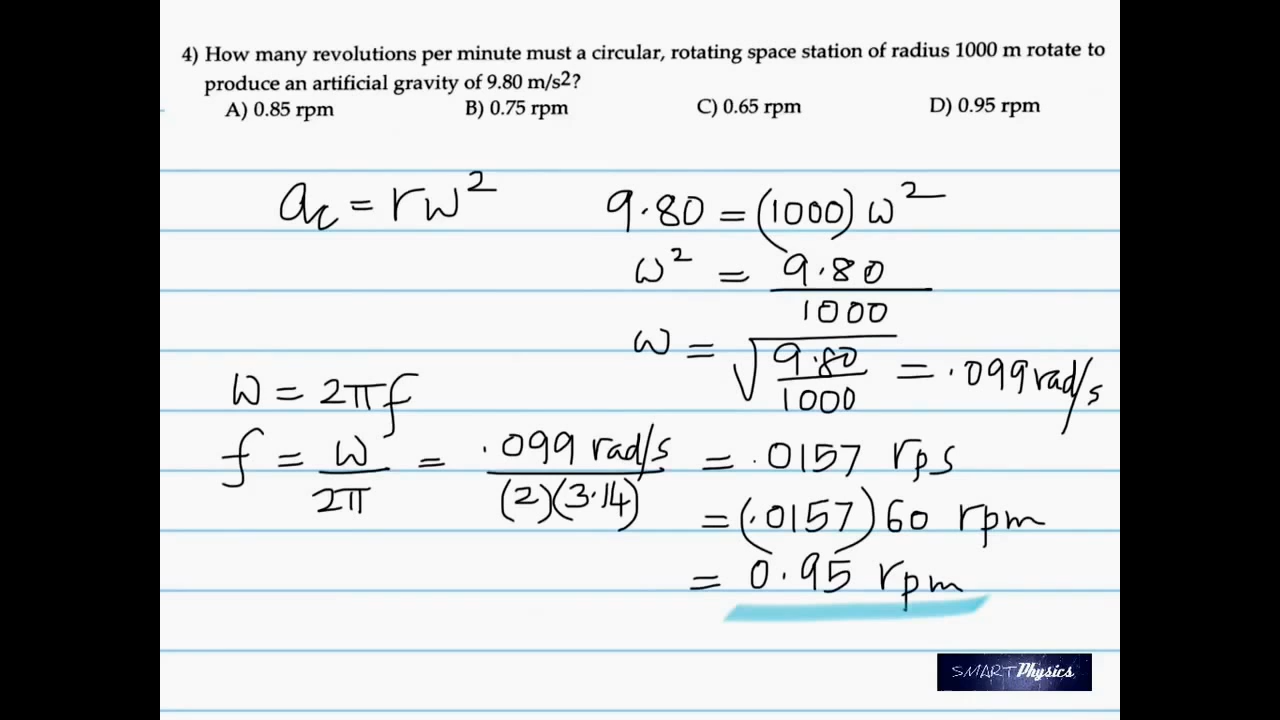 4) How many revolutions per minute must a circular, rotating space station of radius 1000 m rotate to
produce an artificial gravity of 9.80 m/s2?
A) 0.85 rpm B) 0.75 rpm C) 0.65 rpm D) 0.95 rpm
ac = rω²
9.80 = (1000) ω²
ω² = 9.80 / 1000
ω = √(9.80 / 1000) = .099 rad/s
ω = 2πf
f = ω / 2π = .099 rad/s / (2)(3.14) = .0157 rps
= (.0157) 60 rpm
= 0.95 rpm
SMART Physics